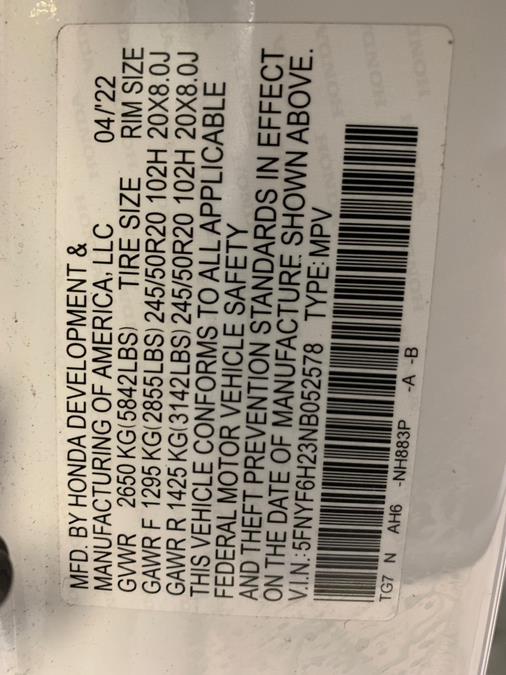 MFD. BY HONDA DEVELOPMENT &
MANUFACTURING OF AMERICA, LLC 04/'22
GVWR 2650 KG(5842LBS) TIRE SIZE RIM SIZE
GAWR F 1295 KG(2855LBS) 245/50R20 102H 20X8.0J
GAWR R 1425 KG(3142LBS) 245/50R20 102H 20X8.0J
THIS VEHICLE CONFORMS TO ALL APPLICABLE
FEDERAL MOTOR VEHICLE SAFETY
AND THEFT PREVENTION STANDARDS IN EFFECT
ON THE DATE OF MANUFACTURE SHOWN ABOVE.
V.I.N.: 5FNYF6H23NB052578 TYPE: MPV
TG7 N AH6 -NH883P -A -B
HONDA
HONDA